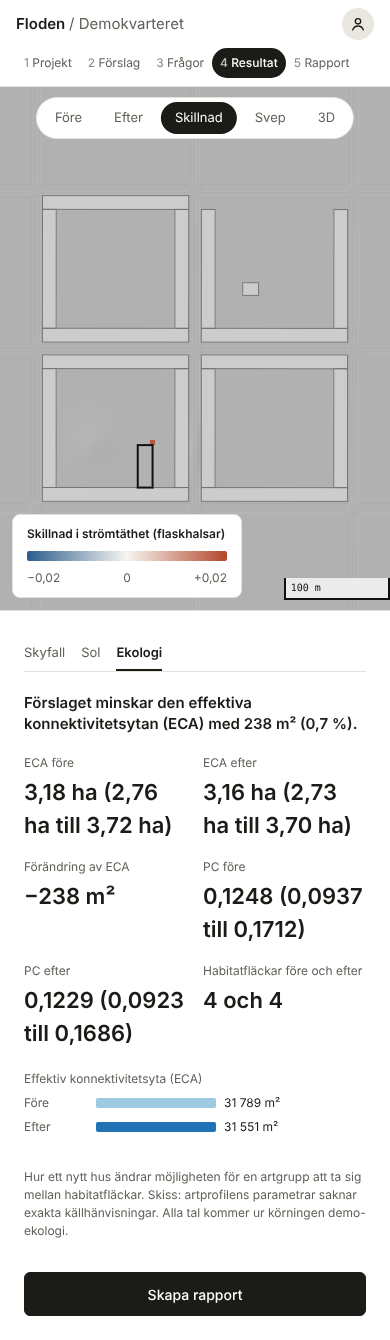 Floden / Demokvarteret
1 Projekt 2 Förslag 3 Frågor 4 Resultat 5 Rapport
Före Efter Skillnad Svep 3D
Skillnad i strömtäthet (flaskhalsar)
−0,02 0 +0,02
100 m
Skyfall Sol Ekologi
Förslaget minskar den effektiva
konnektivitetsytan (ECA) med 238 m² (0,7 %).
ECA före
3,18 ha (2,76
ha till 3,72 ha)
ECA efter
3,16 ha (2,73
ha till 3,70 ha)
Förändring av ECA
−238 m²
PC före
0,1248 (0,0937
till 0,1712)
PC efter
0,1229 (0,0923
till 0,1686)
Habitatfläckar före och efter
4 och 4
Effektiv konnektivitetsyta (ECA)
Före 31 789 m²
Efter 31 551 m²
Hur ett nytt hus ändrar möjligheten för en artgrupp att ta sig
mellan habitatfläckar. Skiss: artprofilens parametrar saknar
exakta källhänvisningar. Alla tal kommer ur körningen demo-
ekologi.
Skapa rapport